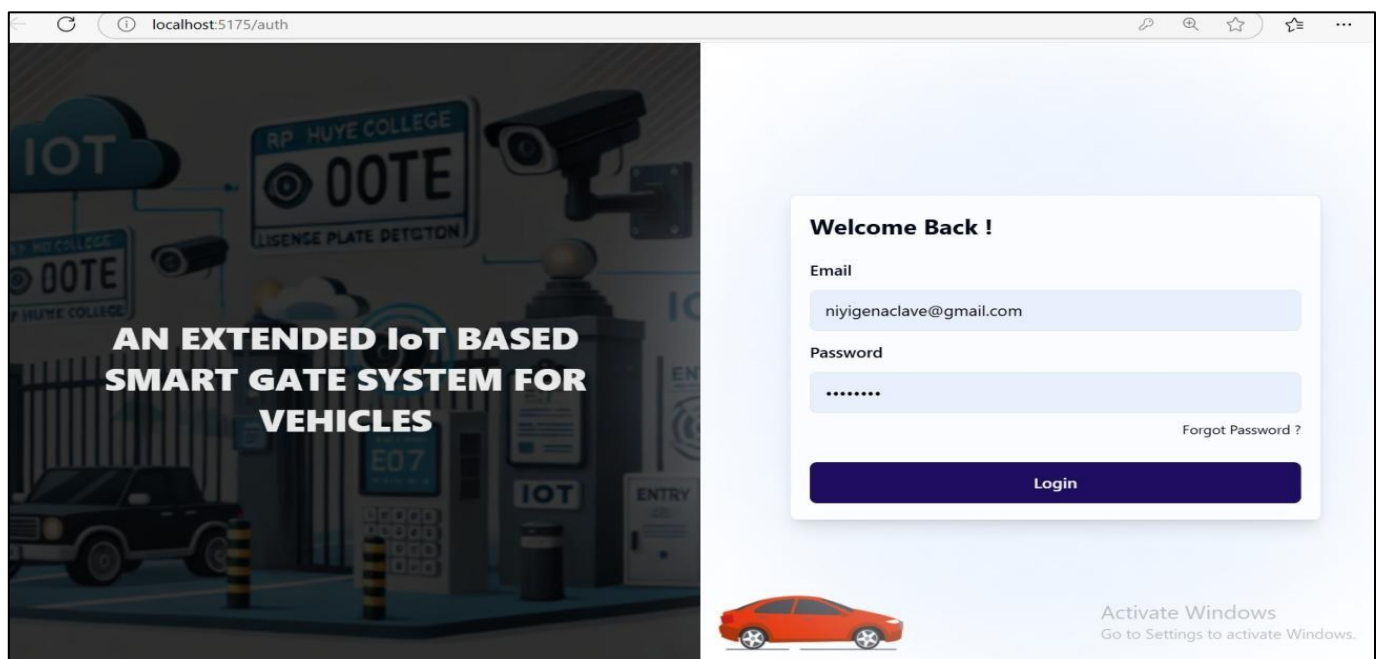 localhost:5175/auth
IOT
RP HUYE COLLEGE
00TE
LISENSE PLATE DETGTON
00TE
AN EXTENDED IoT BASED
SMART GATE SYSTEM FOR
VEHICLES
E07
IOT
ENTRY
Welcome Back !
Email
niyigenaclave@gmail.com
Password
••••••••
Forgot Password ?
Login
Activate Windows
Go to Settings to activate Windows.